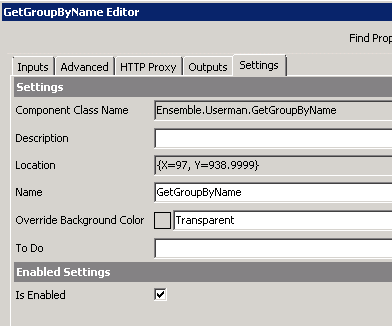 GetGroupByName Editor
Find Prop
Inputs Advanced HTTP Proxy Outputs Settings
Settings
Component Class Name Ensemble.Userman.GetGroupByName
Description
Location {X=97, Y=938.9999}
Name GetGroupByName
Override Background Color Transparent
To Do
Enabled Settings
Is Enabled